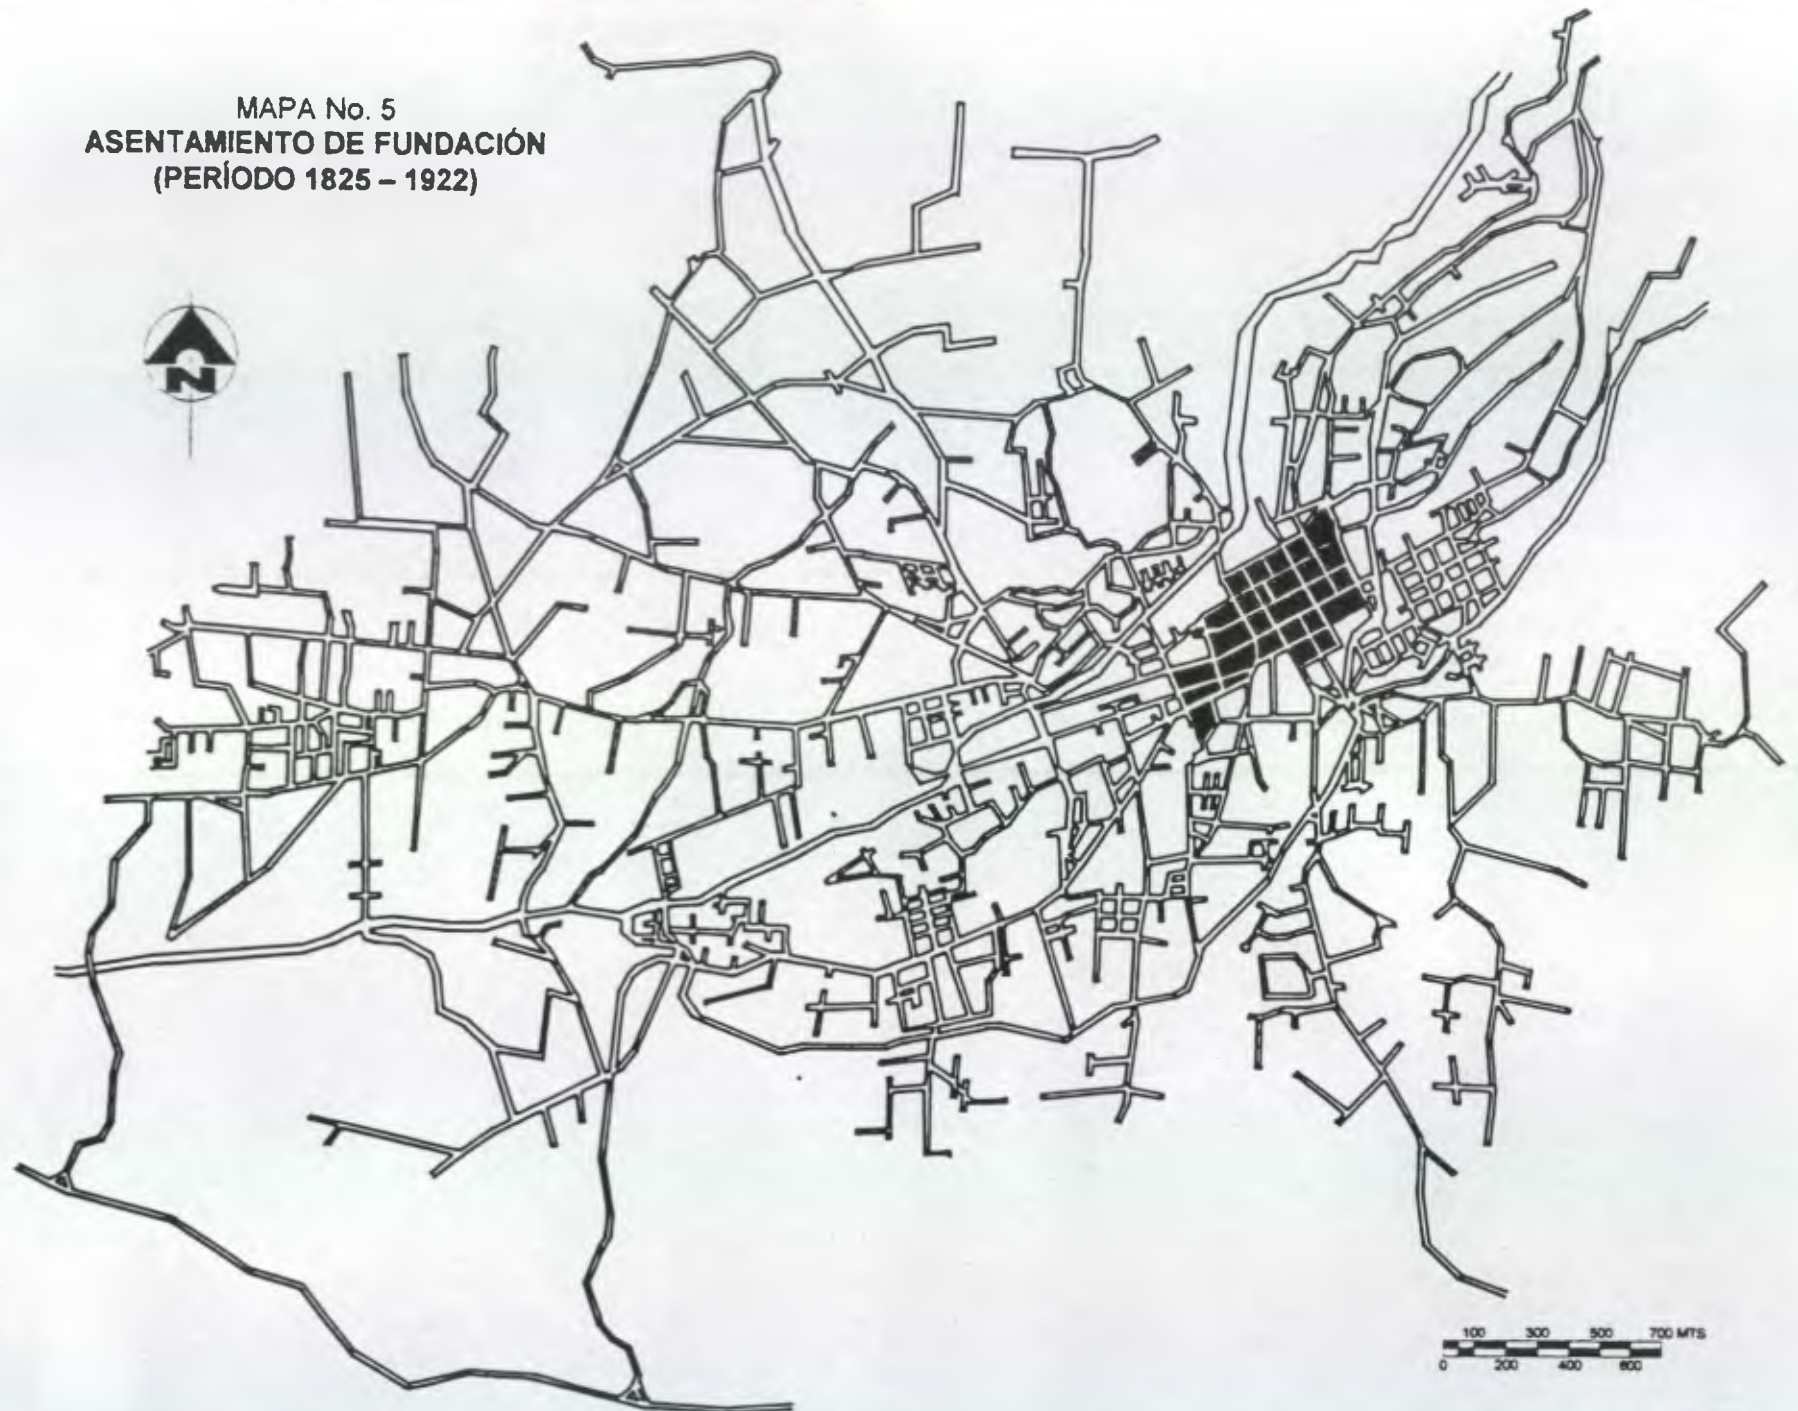 MAPA No. 5
ASENTAMIENTO DE FUNDACIÓN
(PERÍODO 1825 – 1922)
N
100 300 500 700 MTS
0 200 400 600